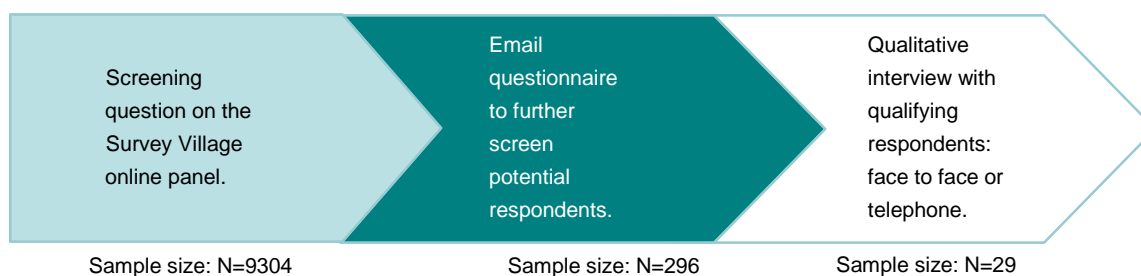 Screening
question on the
Survey Village
online panel.
Email
questionnaire
to further
screen
potential
respondents.
Qualitative
interview with
qualifying
respondents:
face to face or
telephone.
Sample size: N=9304
Sample size: N=296
Sample size: N=29